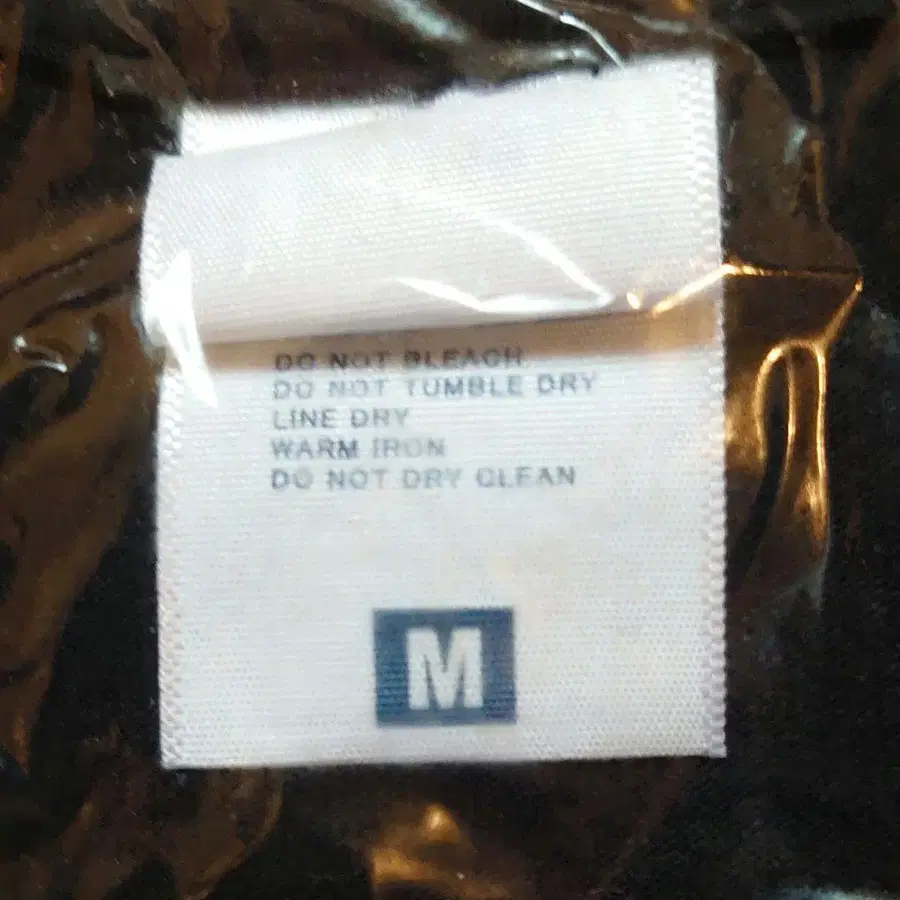 DO NOT BLEACH
DO NOT TUMBLE DRY
LINE DRY
WARM IRON
DO NOT DRY CLEAN
M